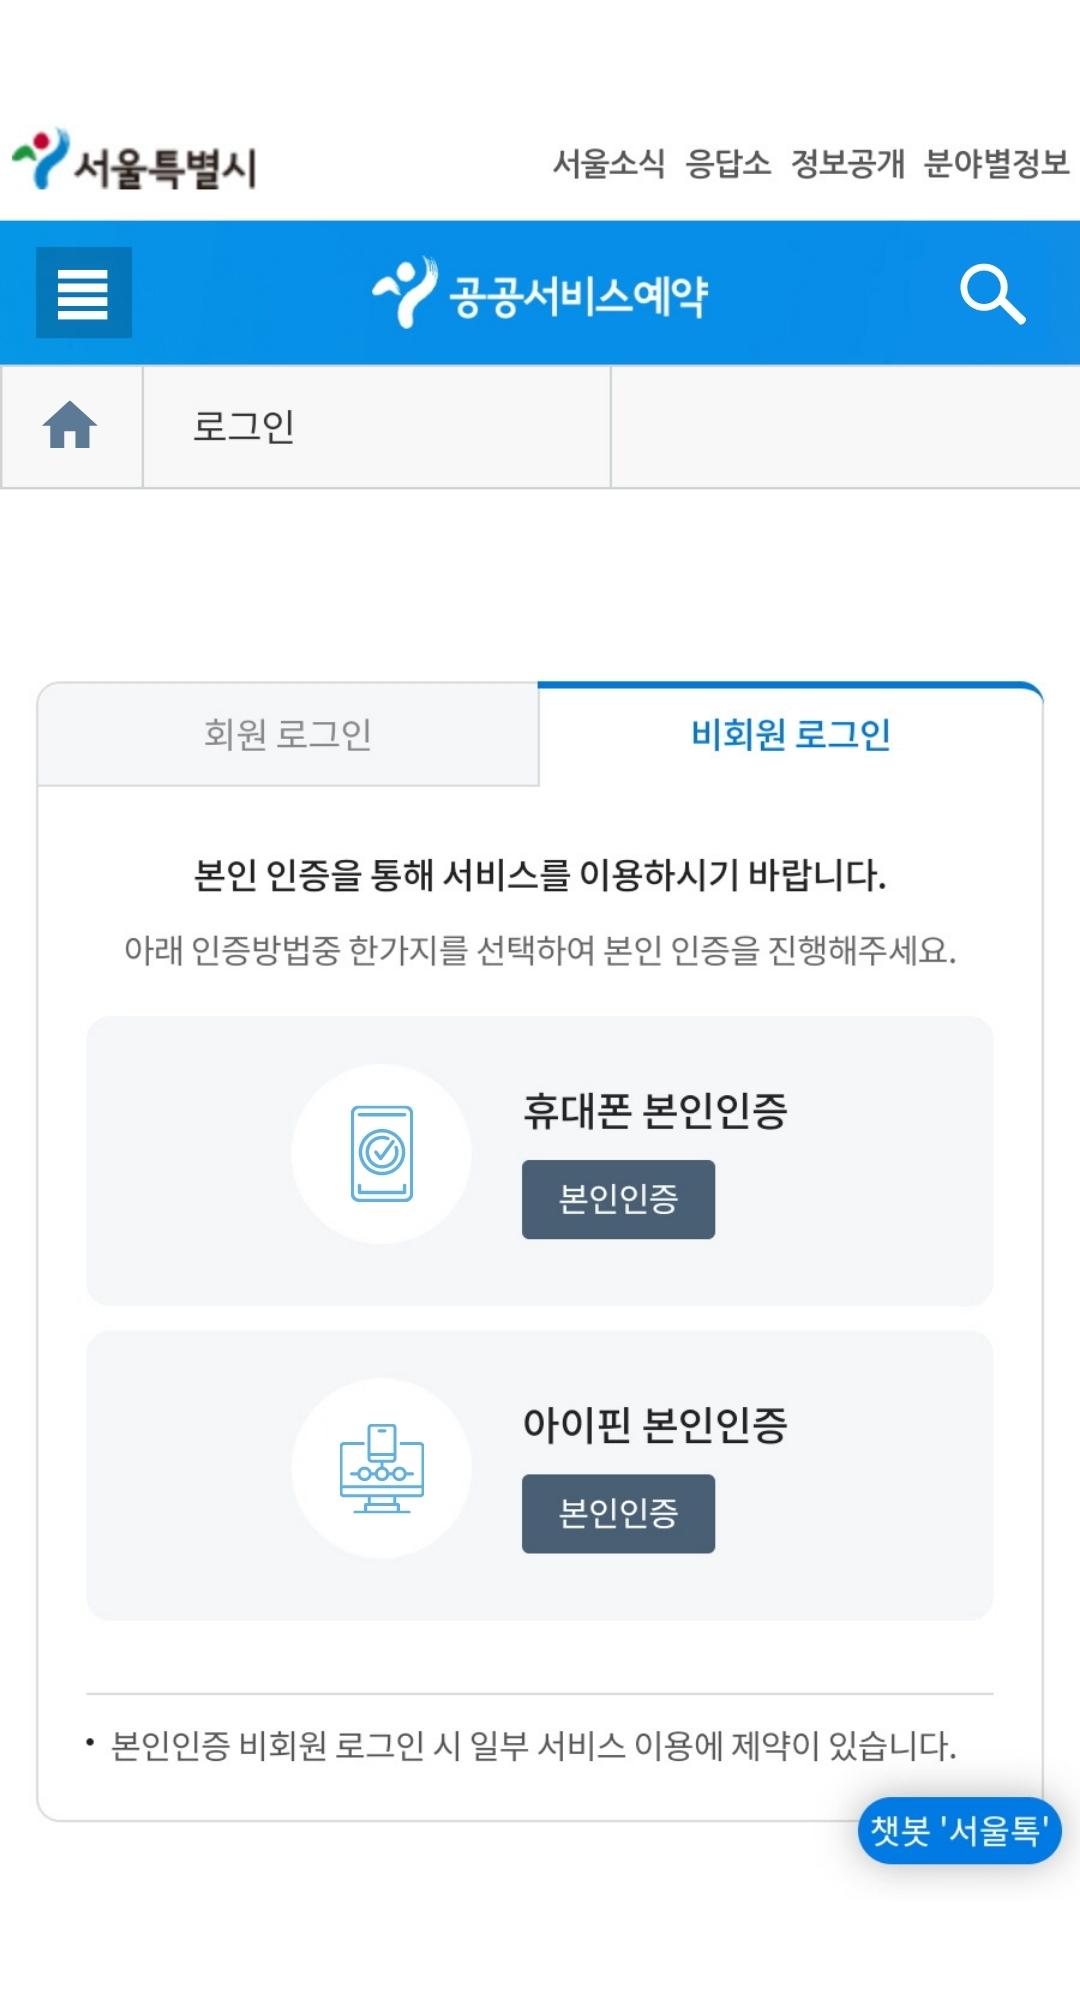 서울특별시
서울소식 응답소 정보공개 분야별정보
공공서비스예약
로그인
회원 로그인
비회원 로그인
본인 인증을 통해 서비스를 이용하시기 바랍니다.
아래 인증방법중 한가지를 선택하여 본인 인증을 진행해주세요.
휴대폰 본인인증
본인인증
아이핀 본인인증
본인인증
• 본인인증 비회원 로그인 시 일부 서비스 이용에 제약이 있습니다.
챗봇 '서울톡'